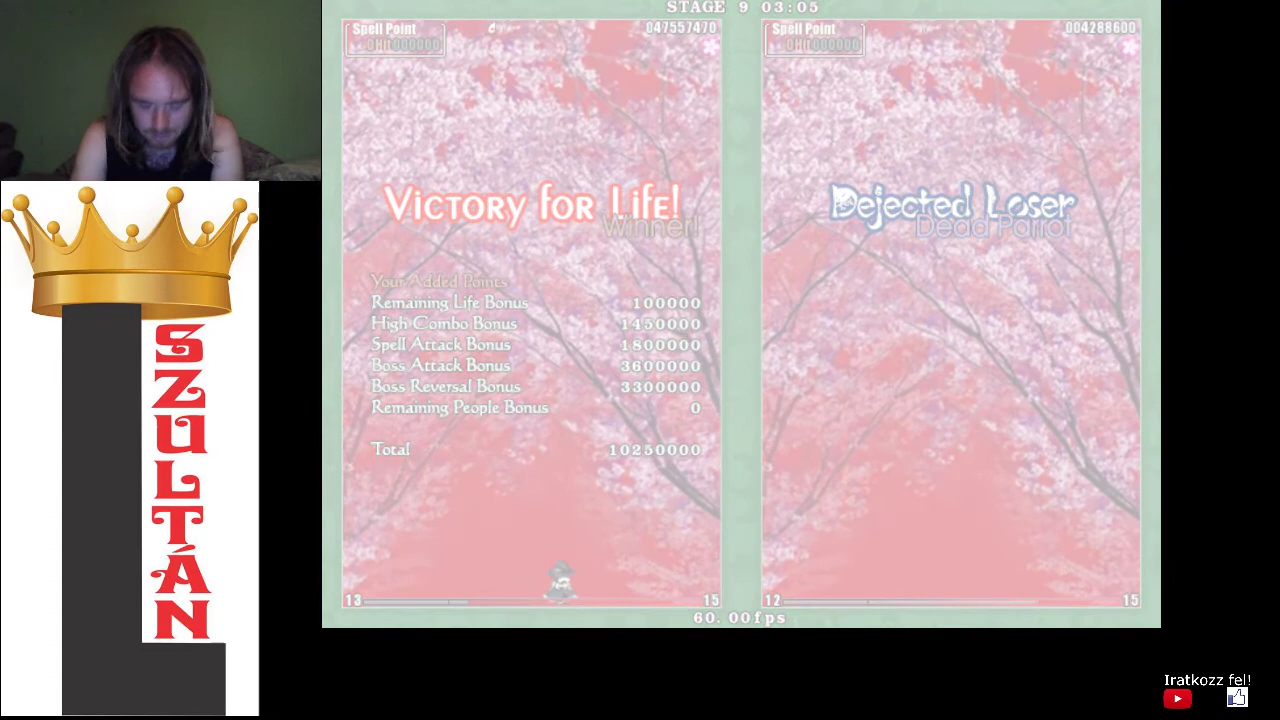 STAGE 9 03:05
Spell Point
000000
047557470
Spell Point
000000
004288600
Victory for Life!
Winner!
Dejected Loser
Dead Parrot
Your Added Points
Remaining Life Bonus 100000
High Combo Bonus 1450000
Spell Attack Bonus 1800000
Boss Attack Bonus 3600000
Boss Reversal Bonus 3300000
Remaining People Bonus 0
Total 10250000
13
15
12
15
60.00fps
L
SZULTÁN
Iratkozz fel!